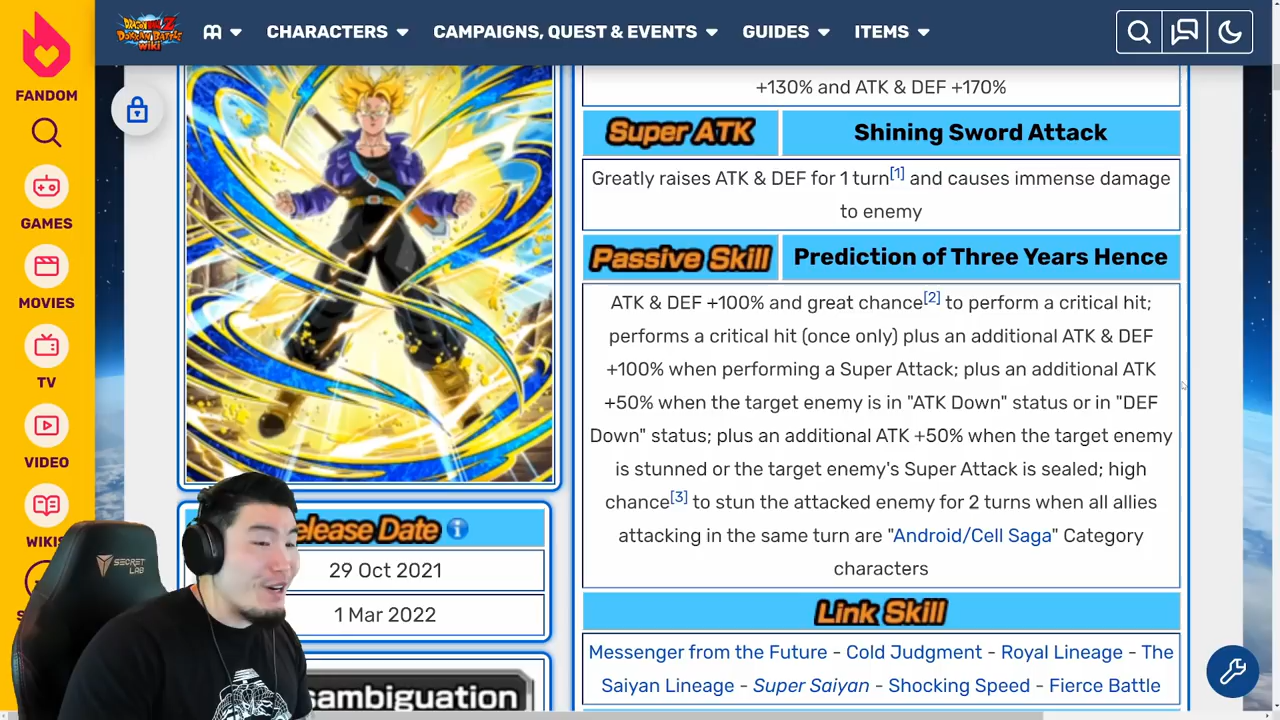 FANDOM
GAMES
MOVIES
TV
VIDEO
WIKIS
DRAGON BALL Z
DOKKAN BATTLE
WIKI
CHARACTERS
CAMPAIGNS, QUEST & EVENTS
GUIDES
ITEMS
+130% and ATK & DEF +170%
Super ATK
Shining Sword Attack
Greatly raises ATK & DEF for 1 turn[1] and causes immense damage
to enemy
Passive Skill
Prediction of Three Years Hence
ATK & DEF +100% and great chance[2] to perform a critical hit;
performs a critical hit (once only) plus an additional ATK & DEF
+100% when performing a Super Attack; plus an additional ATK
+50% when the target enemy is in "ATK Down" status or in "DEF
Down" status; plus an additional ATK +50% when the target enemy
is stunned or the target enemy's Super Attack is sealed; high
chance[3] to stun the attacked enemy for 2 turns when all allies
attacking in the same turn are "Android/Cell Saga" Category
characters
Link Skill
Messenger from the Future - Cold Judgment - Royal Lineage - The
Saiyan Lineage - Super Saiyan - Shocking Speed - Fierce Battle
elease Date
29 Oct 2021
1 Mar 2022
sambiguation
SECRET
LAB